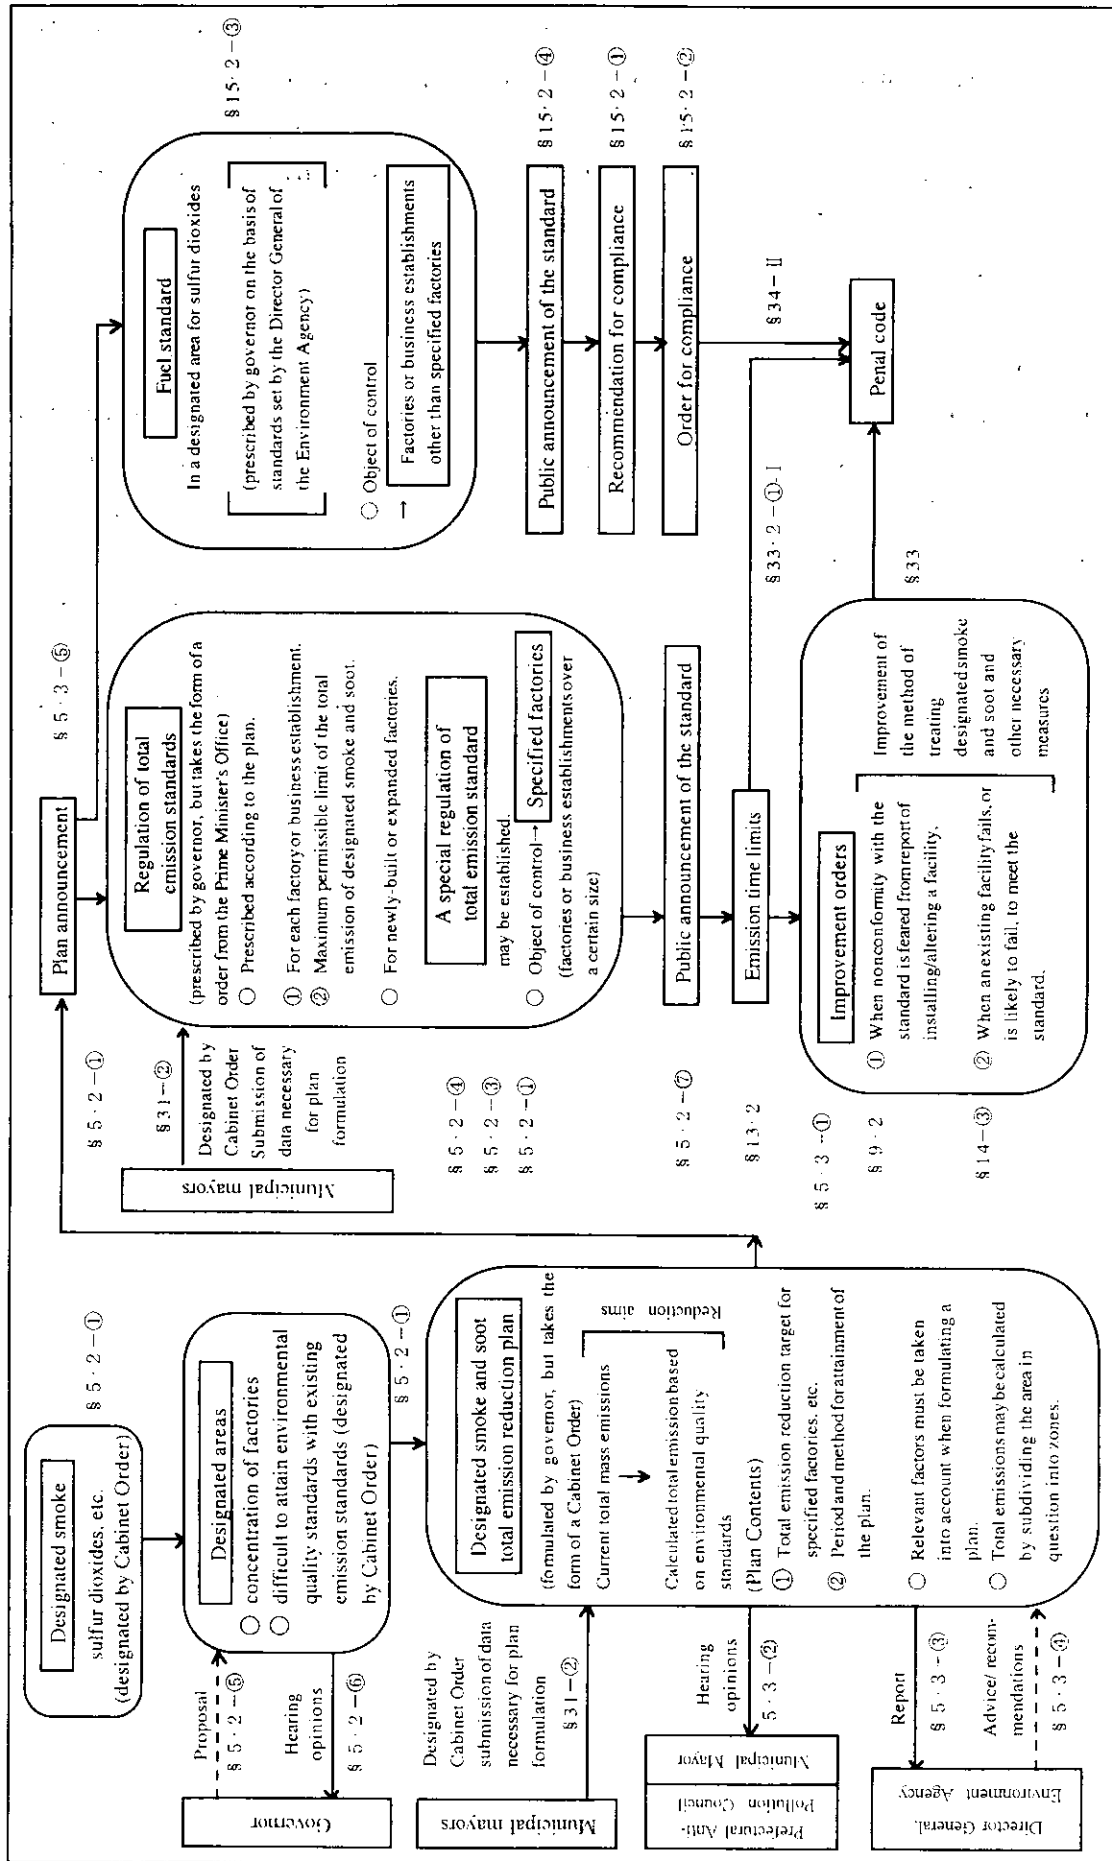 Designated smoke
sulfur dioxides, etc.
(designated by Cabinet Order)
§5·2-①
Governor
Proposal
§5·2-⑤
Hearing
opinions
§5·2-⑥
Designated areas
○ concentration of factories
○ difficult to attain environmental
quality standards with existing
emission standards (designated
by Cabinet Order)
§5·2-①
Municipal mayors
Designated by
Cabinet Order
submission of data
necessary for plan
formulation
§31-②
Prefectural Anti-
Pollution Council
Municipal Mayor
Hearing
opinions
5·3-②
Director General.
Environment Agency
Report
§5·3-③
Advice/ recom-
mendations
§5·3-④
Designated smoke and soot
total emission reduction plan
(formulated by governor, but takes the
form of a Cabinet Order)
Current total mass emissions
Calculated total emission based
on environmental quality
standards
Reduction aims
(Plan Contents)
① Total emission reduction target for
specified factories, etc.
② Period and method for attainment of
the plan.
○ Relevant factors must be taken
into account when formulating a
plan.
○ Total emissions may be calculated
by subdividing the area in
question into zones.
§5·2-①
Plan announcement
§5·3-⑤
Municipal mayors
§31-②
Designated by
Cabinet Order
Submission of
data necessary
for plan
formulation
Regulation of total
emission standards
(prescribed by governor, but takes the form of a
order from the Prime Minister's Office)
○ Prescribed according to the plan.
① For each factory or business establishment.
② Maximum permissible limit of the total
emission of designated smoke and soot.
○ For newly-built or expanded factories.
A special regulation of
total emission standard
may be established.
○ Object of control→ Specified factories
(factories or business establishments over
a certain size)
§5·2-④
§5·2-③
§5·2-①
Public announcement of the standard
§5·2-⑦
Emission time limits
§13·2
§5·3-①
Improvement orders
§9·2
① When nonconformity with the
standard is feared from report of
installing/altering a facility.
§14-③
② When an existing facility fails, or
is likely to fail, to meet the
standard.
Improvement of
the method of
treating
designated smoke
and soot and
other necessary
measures
Fuel standard
In a designated area for sulfur dioxides
(prescribed by governor on the basis of
standards set by the Director General of
the Environment Agency)
§15·2-③
○ Object of control
→ Factories or business establishments
other than specified factories
Public announcement of the standard
§15·2-④
Recommendation for compliance
§15·2-①
Order for compliance
§15·2-②
§34-II
§33·2-①-I
§33
Penal code